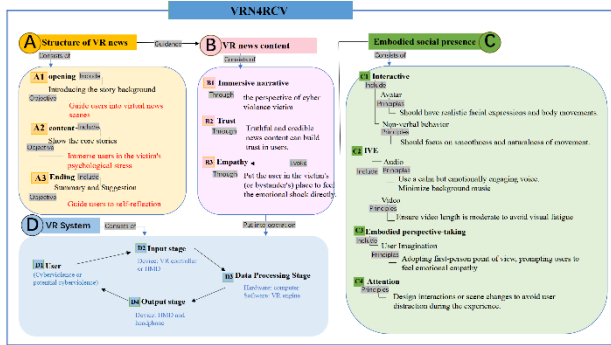 VRN4RCV
A Structure of VR news
Guidance
B VR news content
Embodied social presence C
Consists of
A1 opening Include
Introducing the story background
Objective
Guide users into virtual news
scenes
A2 content Include
Show the core stories
Objective
Immerse users in the victim's
psychological stress
A3 Ending Include
Summary and Suggestion
Objective
Guide users to self-reflection
Consists of
B1 Immersive narrative
Through the perspective of cyber
violence victim
B2 Trust
Through Truthful and credible
news content can build
trust in users.
B3 Empathy
Through Put the user in the victim's
(or bystander's) place to feel
the emotional shock directly.
Consists of
C1 Interactive
Include
Avatar
Principles
Should have realistic facial expressions and body movements.
Non-verbal behavior
Principles
Should focus on smoothness and naturalness of movement.
C2 IVE
Audio
Include Principles
Use a calm but emotionally engaging voice.
Minimize background music
Video
Principles
Ensure video length is moderate to avoid visual fatigue
C3 Embodied perspective-taking
Include User Imagination
Principles
Adopting first-person point of view, prompting users to
feel emotional empathy
C4 Attention
Principles
Design interactions or scene changes to avoid user
distraction during the experience.
D VR System
Consists of
Put into operation
D1 User
(Cyberviolence or
potential cyberviolence)
D2 Input stage
Device: VR controller
or HMD
D3 Data Processing Stage
Hardware: computer
Software: VR engine
D4 Output stage
Device: HMD and
headphone